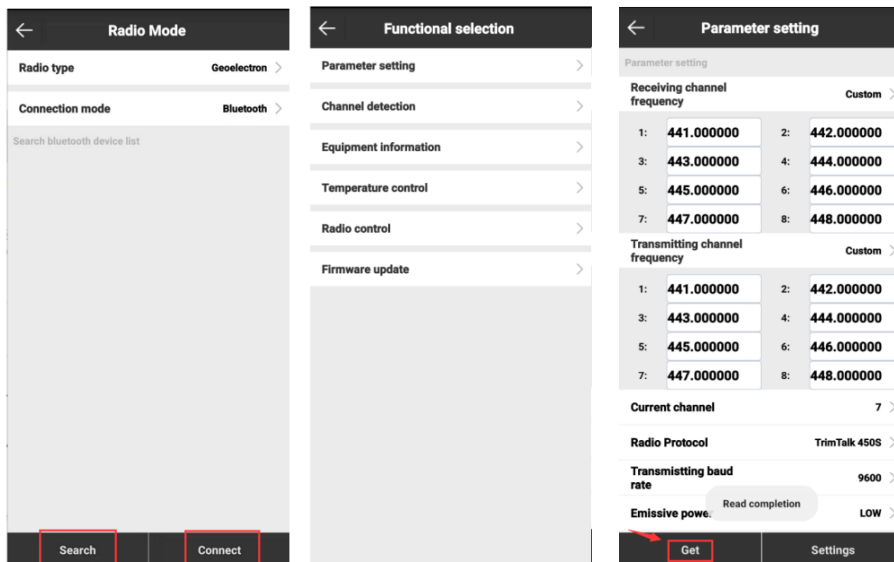 Radio Mode
Radio type Geoelectron
Connection mode Bluetooth
Search bluetooth device list
Search Connect
Functional selection
Parameter setting
Channel detection
Equipment information
Temperature control
Radio control
Firmware update
Parameter setting
Parameter setting
Receiving channel
frequency Custom
1: 441.000000 2: 442.000000
3: 443.000000 4: 444.000000
5: 445.000000 6: 446.000000
7: 447.000000 8: 448.000000
Transmitting channel
frequency Custom
1: 441.000000 2: 442.000000
3: 443.000000 4: 444.000000
5: 445.000000 6: 446.000000
7: 447.000000 8: 448.000000
Current channel 7
Radio Protocol TrimTalk 450S
Transmistting baud
rate 9600
Read completion
Emissive powe LOW
Get Settings